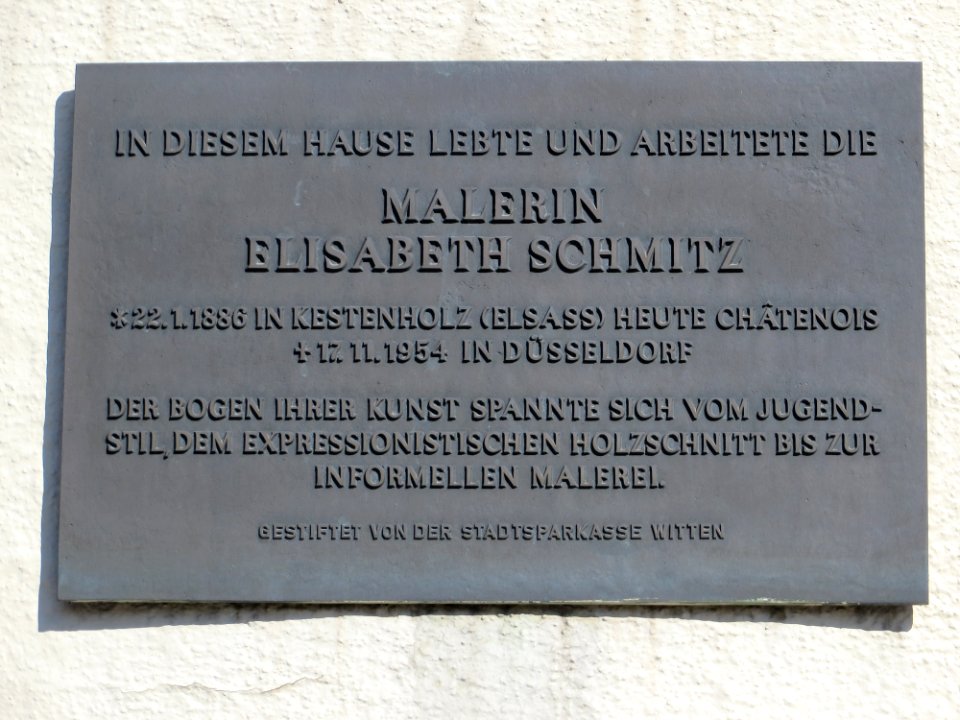 IN DIESEM HAUSE LEBTE UND ARBEITETE DIE
MALERIN
ELISABETH SCHMITZ
*22.1.1886 IN KESTENHOLZ (ELSASS) HEUTE CHÂTENOIS
✝17.11.1954 IN DÜSSELDORF
DER BOGEN IHRER KUNST SPANNTE SICH VOM JUGEND-
STIL, DEM EXPRESSIONISTISCHEN HOLZSCHNITT BIS ZUR
INFORMELLEN MALEREI.
GESTIFTET VON DER STADTSPARKASSE WITTEN